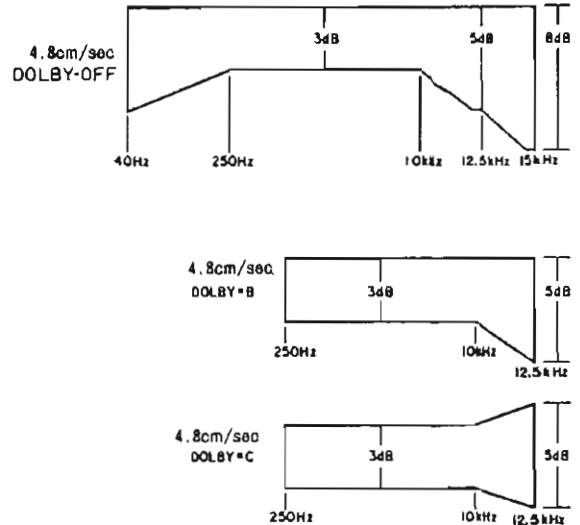 3dB 5dB 8dB
4.8cm/sec
DOLBY-OFF
40Hz 250Hz 10kHz 12.5kHz 15kHz
4.8cm/sec
DOLBY=B
3dB 5dB
250Hz 10kHz
12.5kHz
4.8cm/sec
DOLBY=C
3dB 5dB
250Hz 10kHz
12.5kHz